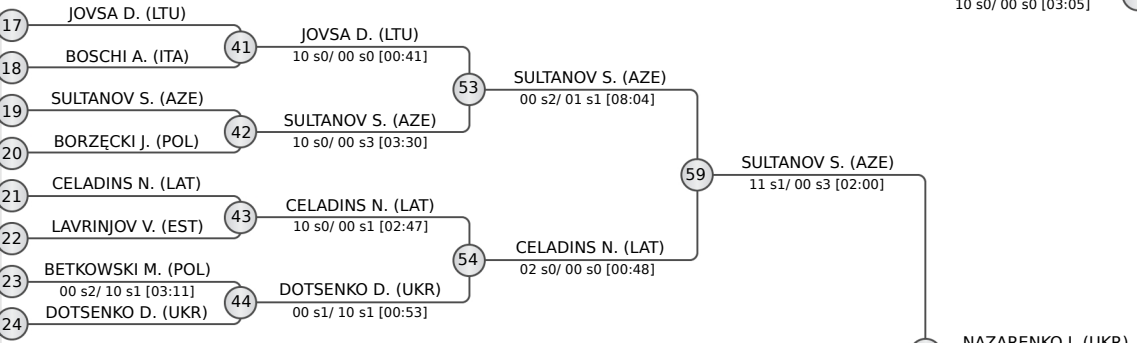 10 s0/ 00 s0 [03:05]
17
JOVSA D. (LTU)
41
JOVSA D. (LTU)
10 s0/ 00 s0 [00:41]
18
BOSCHI A. (ITA)
53
SULTANOV S. (AZE)
00 s2/ 01 s1 [08:04]
19
SULTANOV S. (AZE)
42
SULTANOV S. (AZE)
10 s0/ 00 s3 [03:30]
20
BORZĘCKI J. (POL)
59
SULTANOV S. (AZE)
11 s1/ 00 s3 [02:00]
21
CELADINS N. (LAT)
43
CELADINS N. (LAT)
10 s0/ 00 s1 [02:47]
22
LAVRINJOV V. (EST)
54
CELADINS N. (LAT)
02 s0/ 00 s0 [00:48]
23
BETKOWSKI M. (POL)
00 s2/ 10 s1 [03:11]
44
DOTSENKO D. (UKR)
00 s1/ 10 s1 [00:53]
24
DOTSENKO D. (UKR)
NAZARENKO I. (UKR)